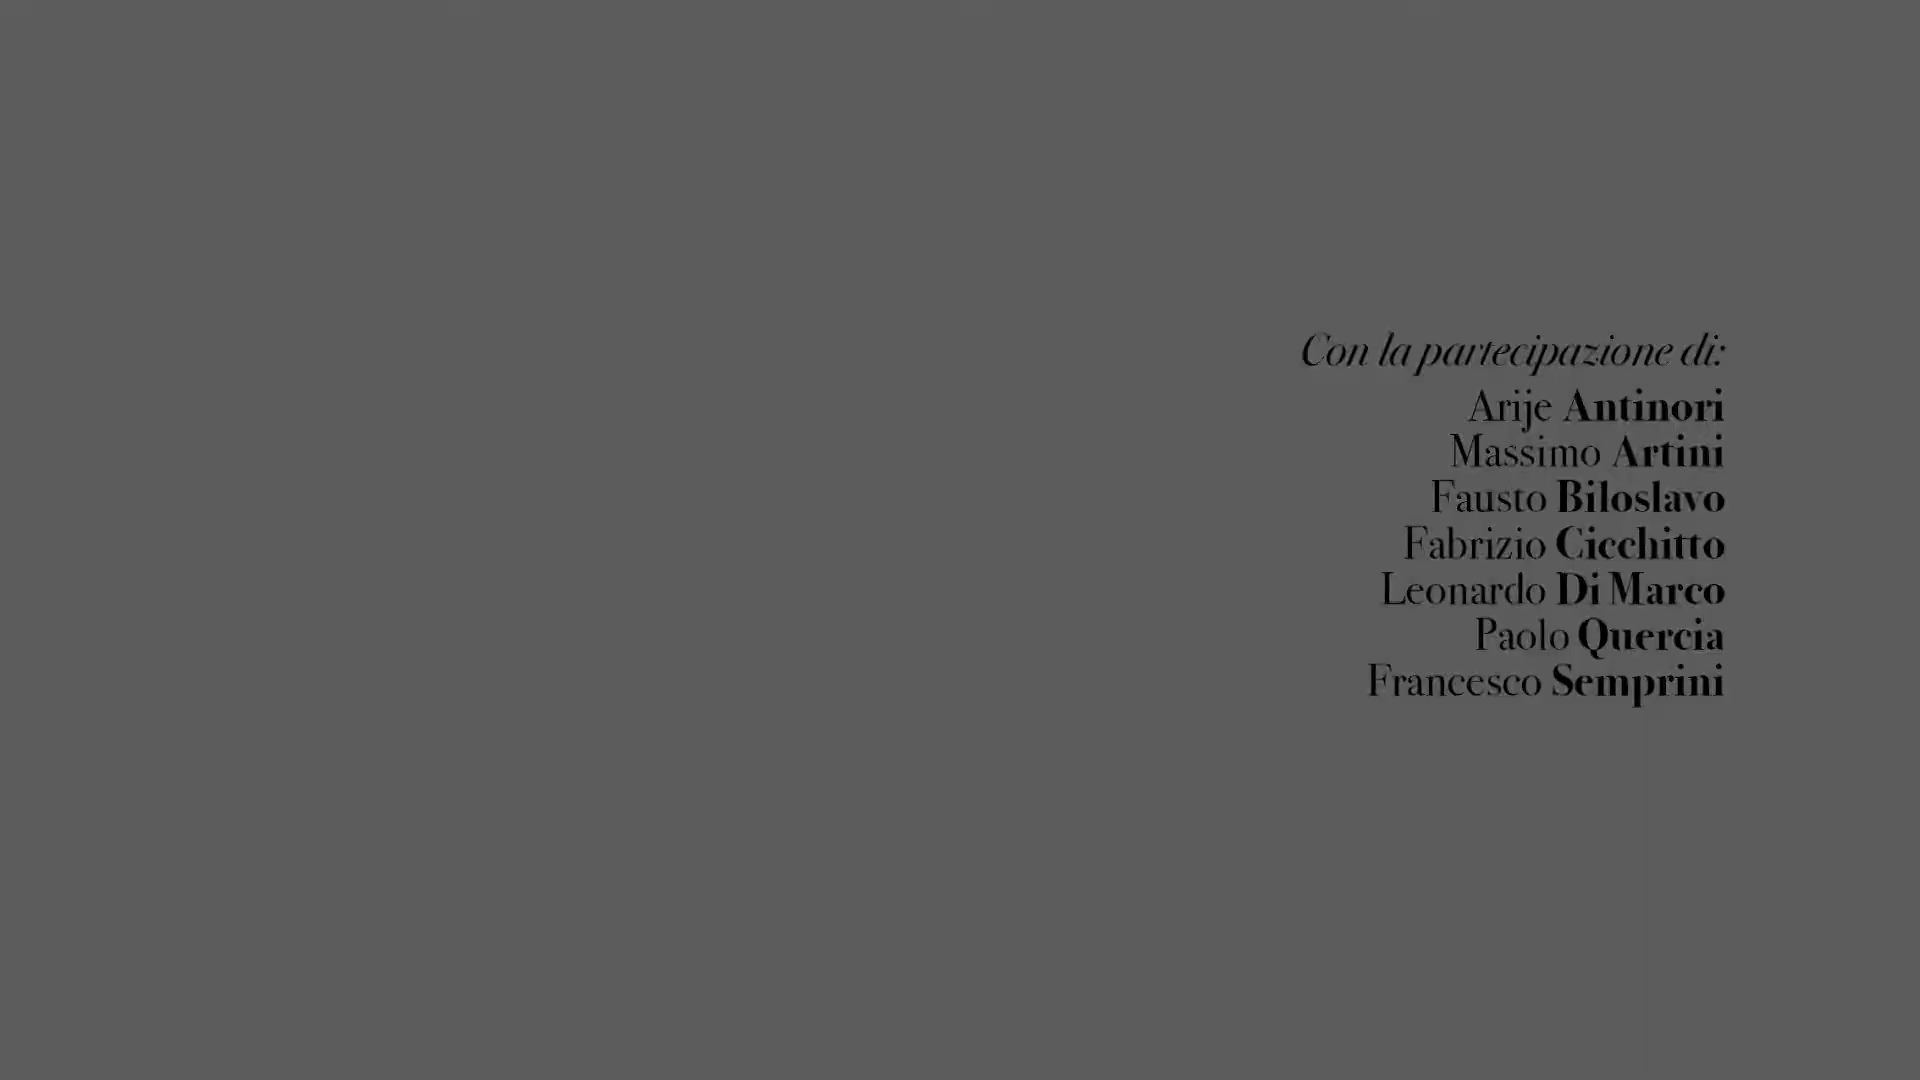 Con la partecipazione di:
Arije Antinori
Massimo Artini
Fausto Biloslavo
Fabrizio Cicchitto
Leonardo Di Marco
Paolo Quercia
Francesco Semprini